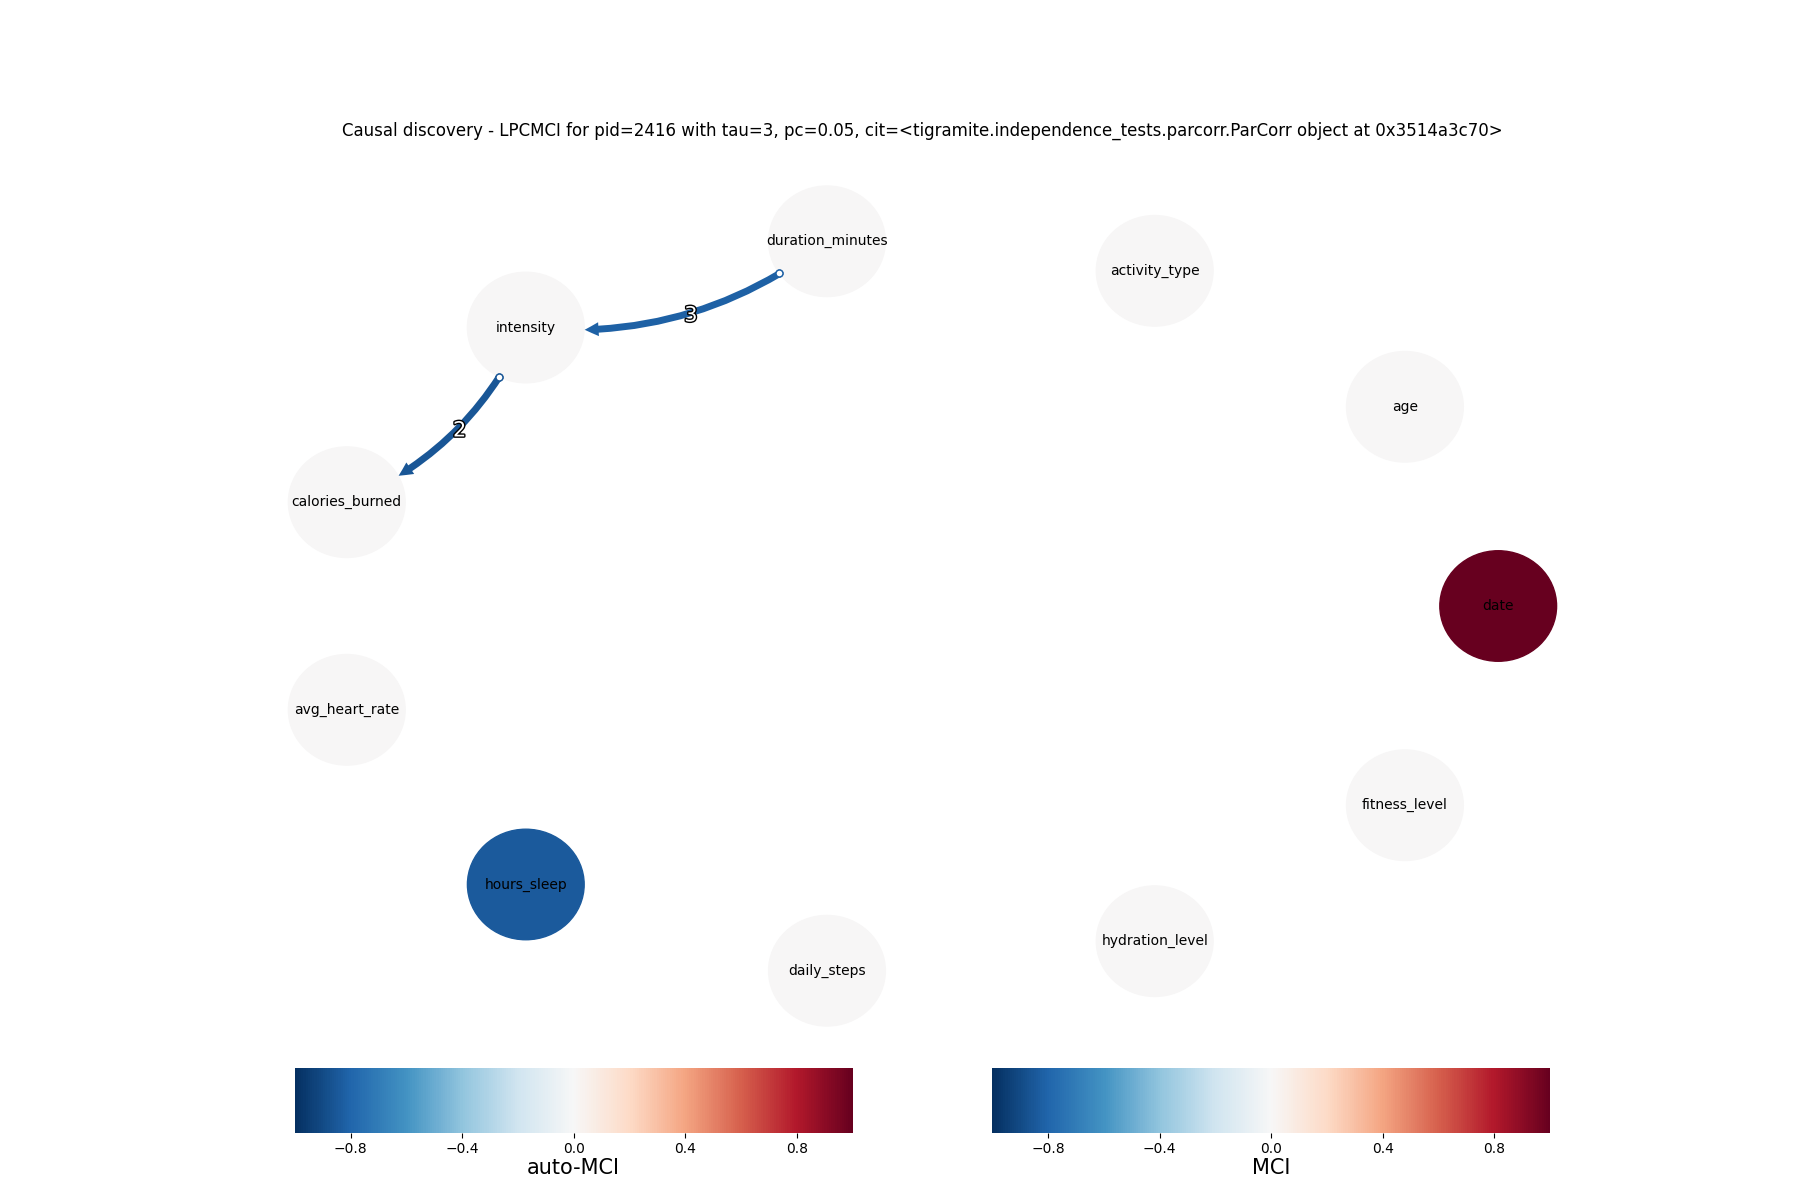 Causal discovery - LPCMCI for pid=2416 with tau=3, pc=0.05, cit=<tigramite.independence_tests.parcorr.ParCorr object at 0x3514a3c70>
duration_minutes
activity_type
3
intensity
age
2
calories_burned
date
avg_heart_rate
fitness_level
hours_sleep
hydration_level
daily_steps
−0.8 −0.4 0.0 0.4 0.8
auto-MCI
−0.8 −0.4 0.0 0.4 0.8
MCI